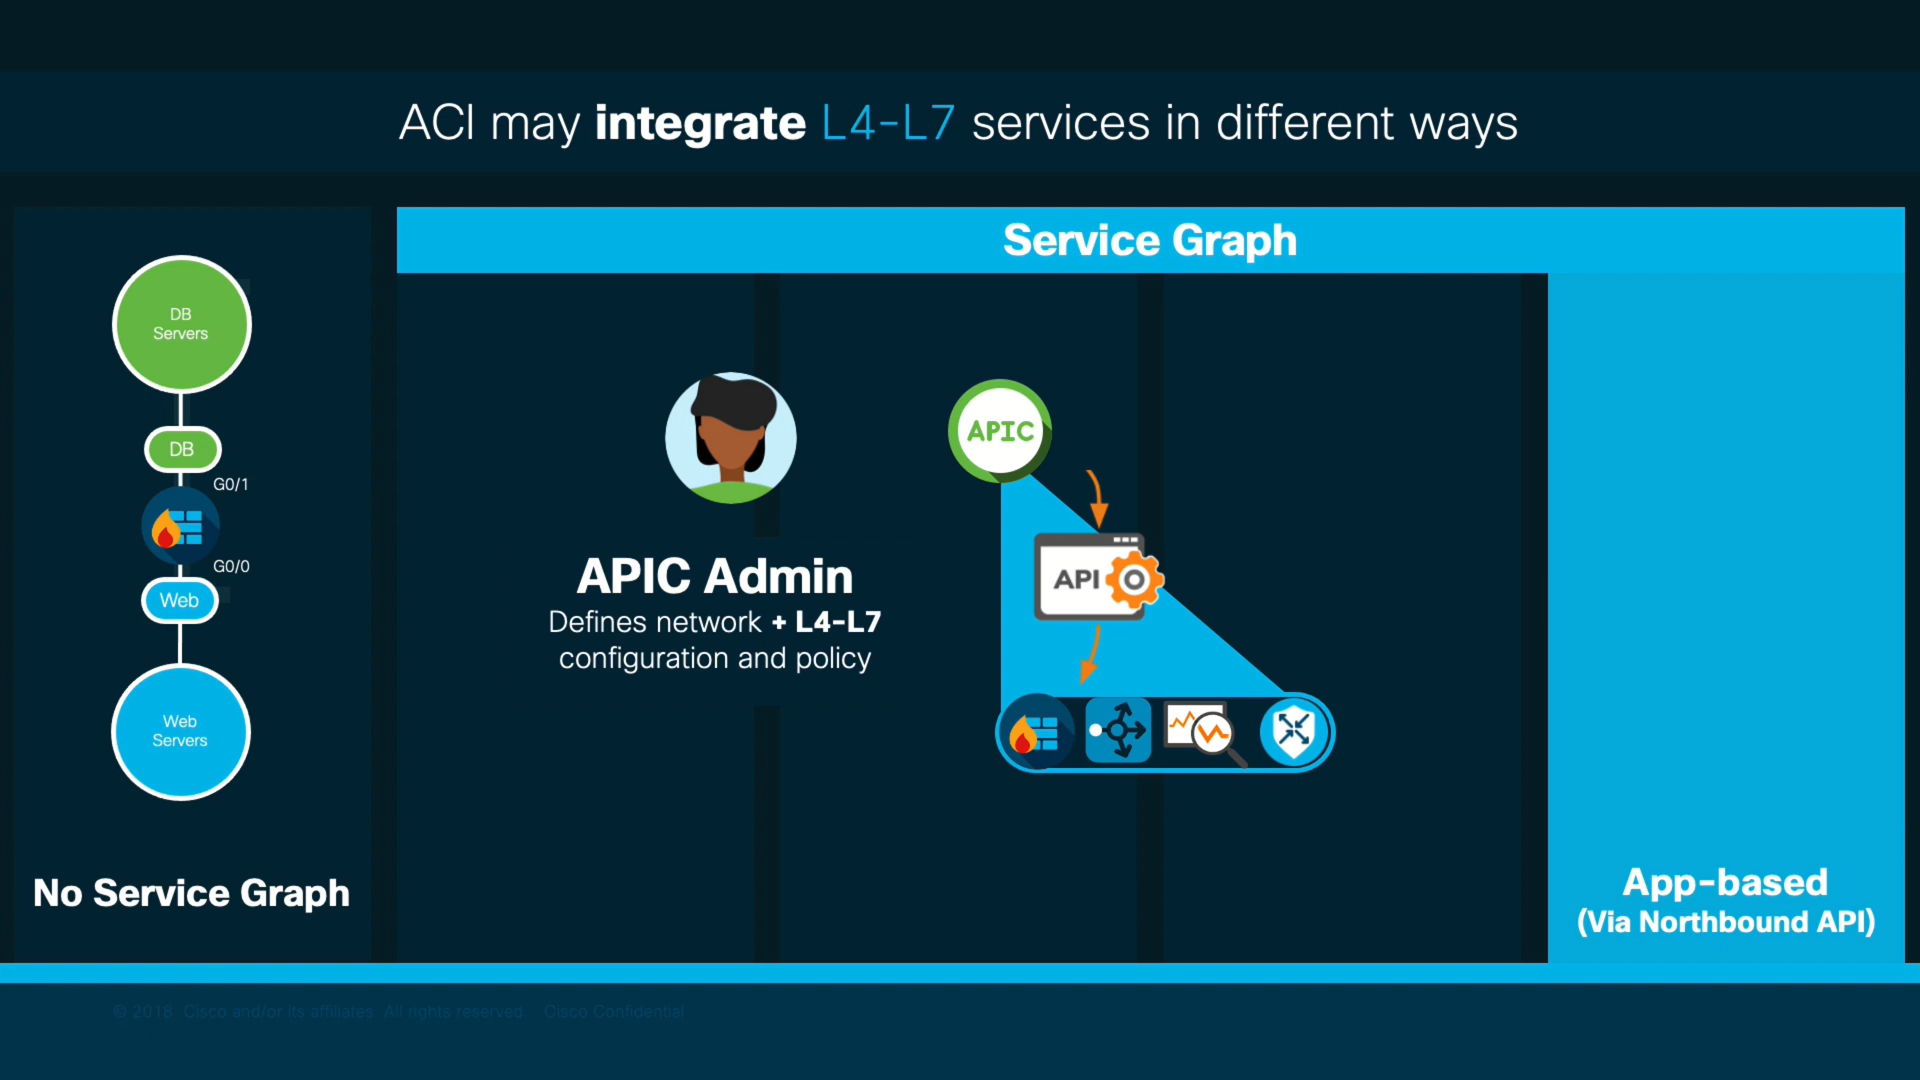 ACI may integrate L4-L7 services in different ways
Service Graph
DB
Servers
DB
G0/1
G0/0
Web
Web
Servers
No Service Graph
APIC Admin
Defines network + L4-L7
configuration and policy
APIC
API
App-based
(Via Northbound API)
© 2018 Cisco and/or its affiliates. All rights reserved. Cisco Confidential